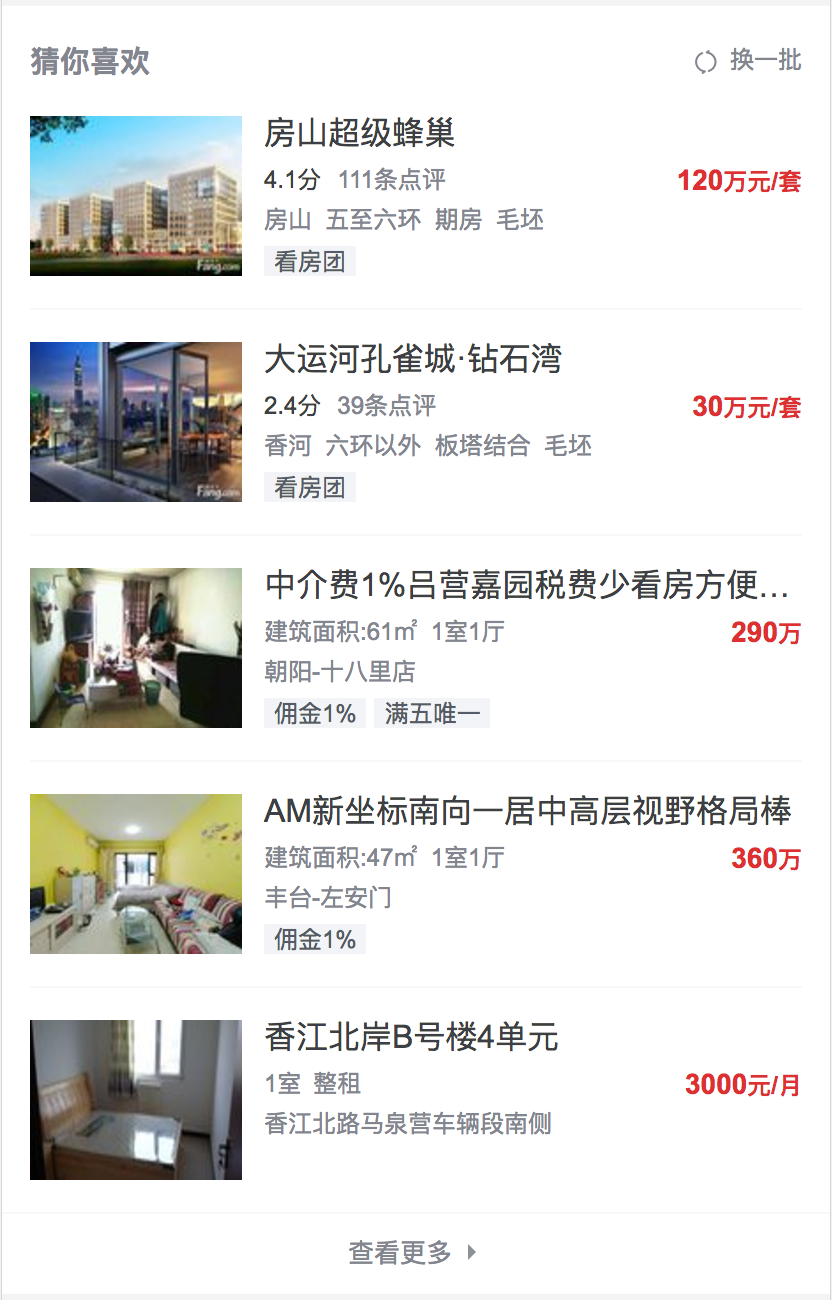 猜你喜欢
换一批
房山超级蜂巢
4.1分 111条点评
120万元/套
房山 五至六环 期房 毛坯
看房团
Fang.com
大运河孔雀城·钻石湾
2.4分 39条点评
30万元/套
香河 六环以外 板塔结合 毛坯
看房团
Fang.com
中介费1%吕营嘉园税费少看房方便...
建筑面积:61㎡ 1室1厅
290万
朝阳-十八里店
佣金1% 满五唯一
AM新坐标南向一居中高层视野格局棒
建筑面积:47㎡ 1室1厅
360万
丰台-左安门
佣金1%
香江北岸B号楼4单元
1室 整租
3000元/月
香江北路马泉营车辆段南侧
查看更多